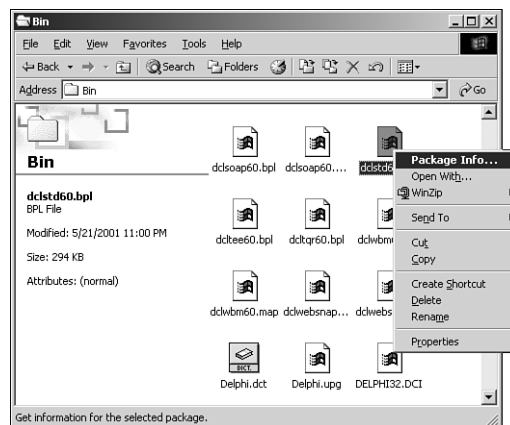 Bin
File Edit View Favorites Tools Help
Back Search Folders
Address Bin Go
Bin
dclstd60.bpl
BPL File
Modified: 5/21/2001 11:00 PM
Size: 294 KB
Attributes: (normal)
dclsoap60.bpl dclsoap60.... dclstd6
dcltee60.bpl dcltqr60.bpl dclwbm
dclwbm60.map dclwebsnap... dclwebs
DICT.
Delphi.dct Delphi.upg DELPHI32.DCI
Package Info...
Open With...
WinZip
Send To
Cut
Copy
Create Shortcut
Delete
Rename
Properties
Get information for the selected package.